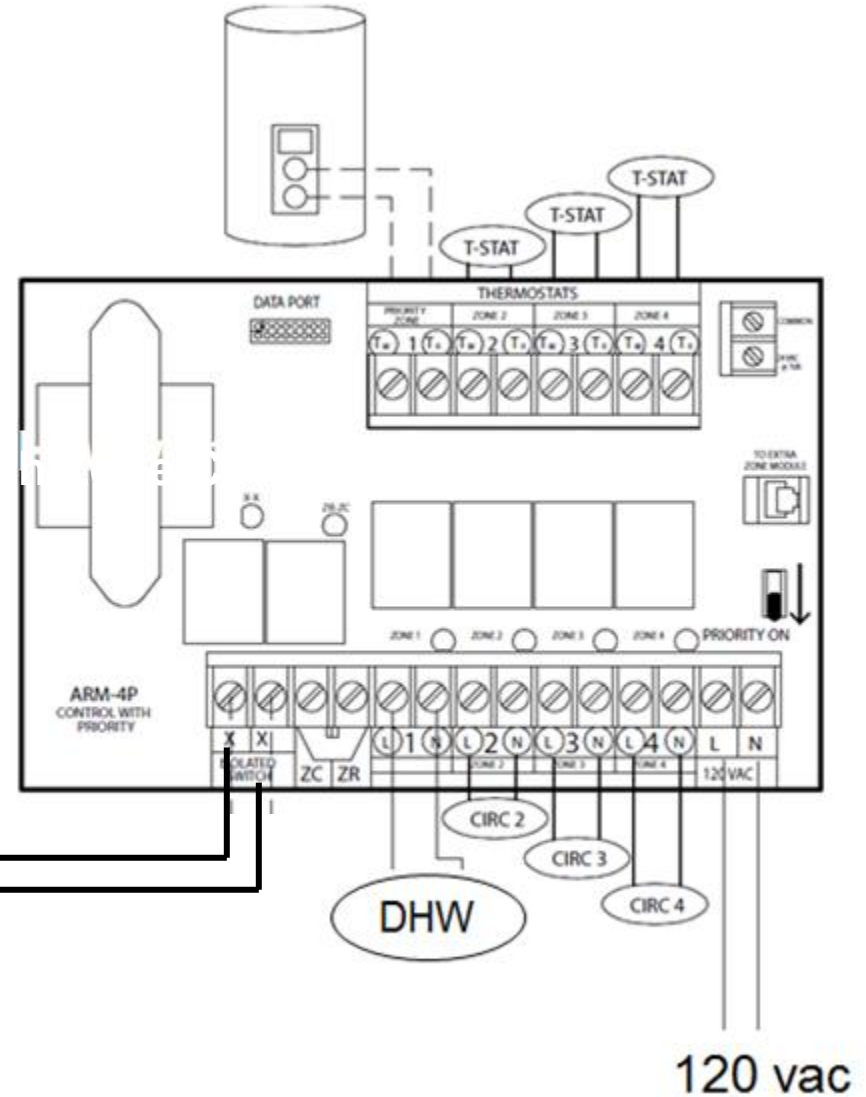 T-STAT
T-STAT
T-STAT
DATA PORT
THERMOSTATS
PRIORITY ZONE
ZONE 2
ZONE 4
1 2 3 4
COMMON
TO EXTRA
ZONE MODULE
X X
ZONE 1 ZONE 2 ZONE 3 ZONE 4 PRIORITY ON
ARM-4P
CONTROL WITH
PRIORITY
X X
L 1 N L 2 N L 3 N L 4 N L N
SWITCH
ZC ZR
ZONE 2 ZONE 3 ZONE 4
120 VAC
CIRC 2
CIRC 3
CIRC 4
DHW
120 vac